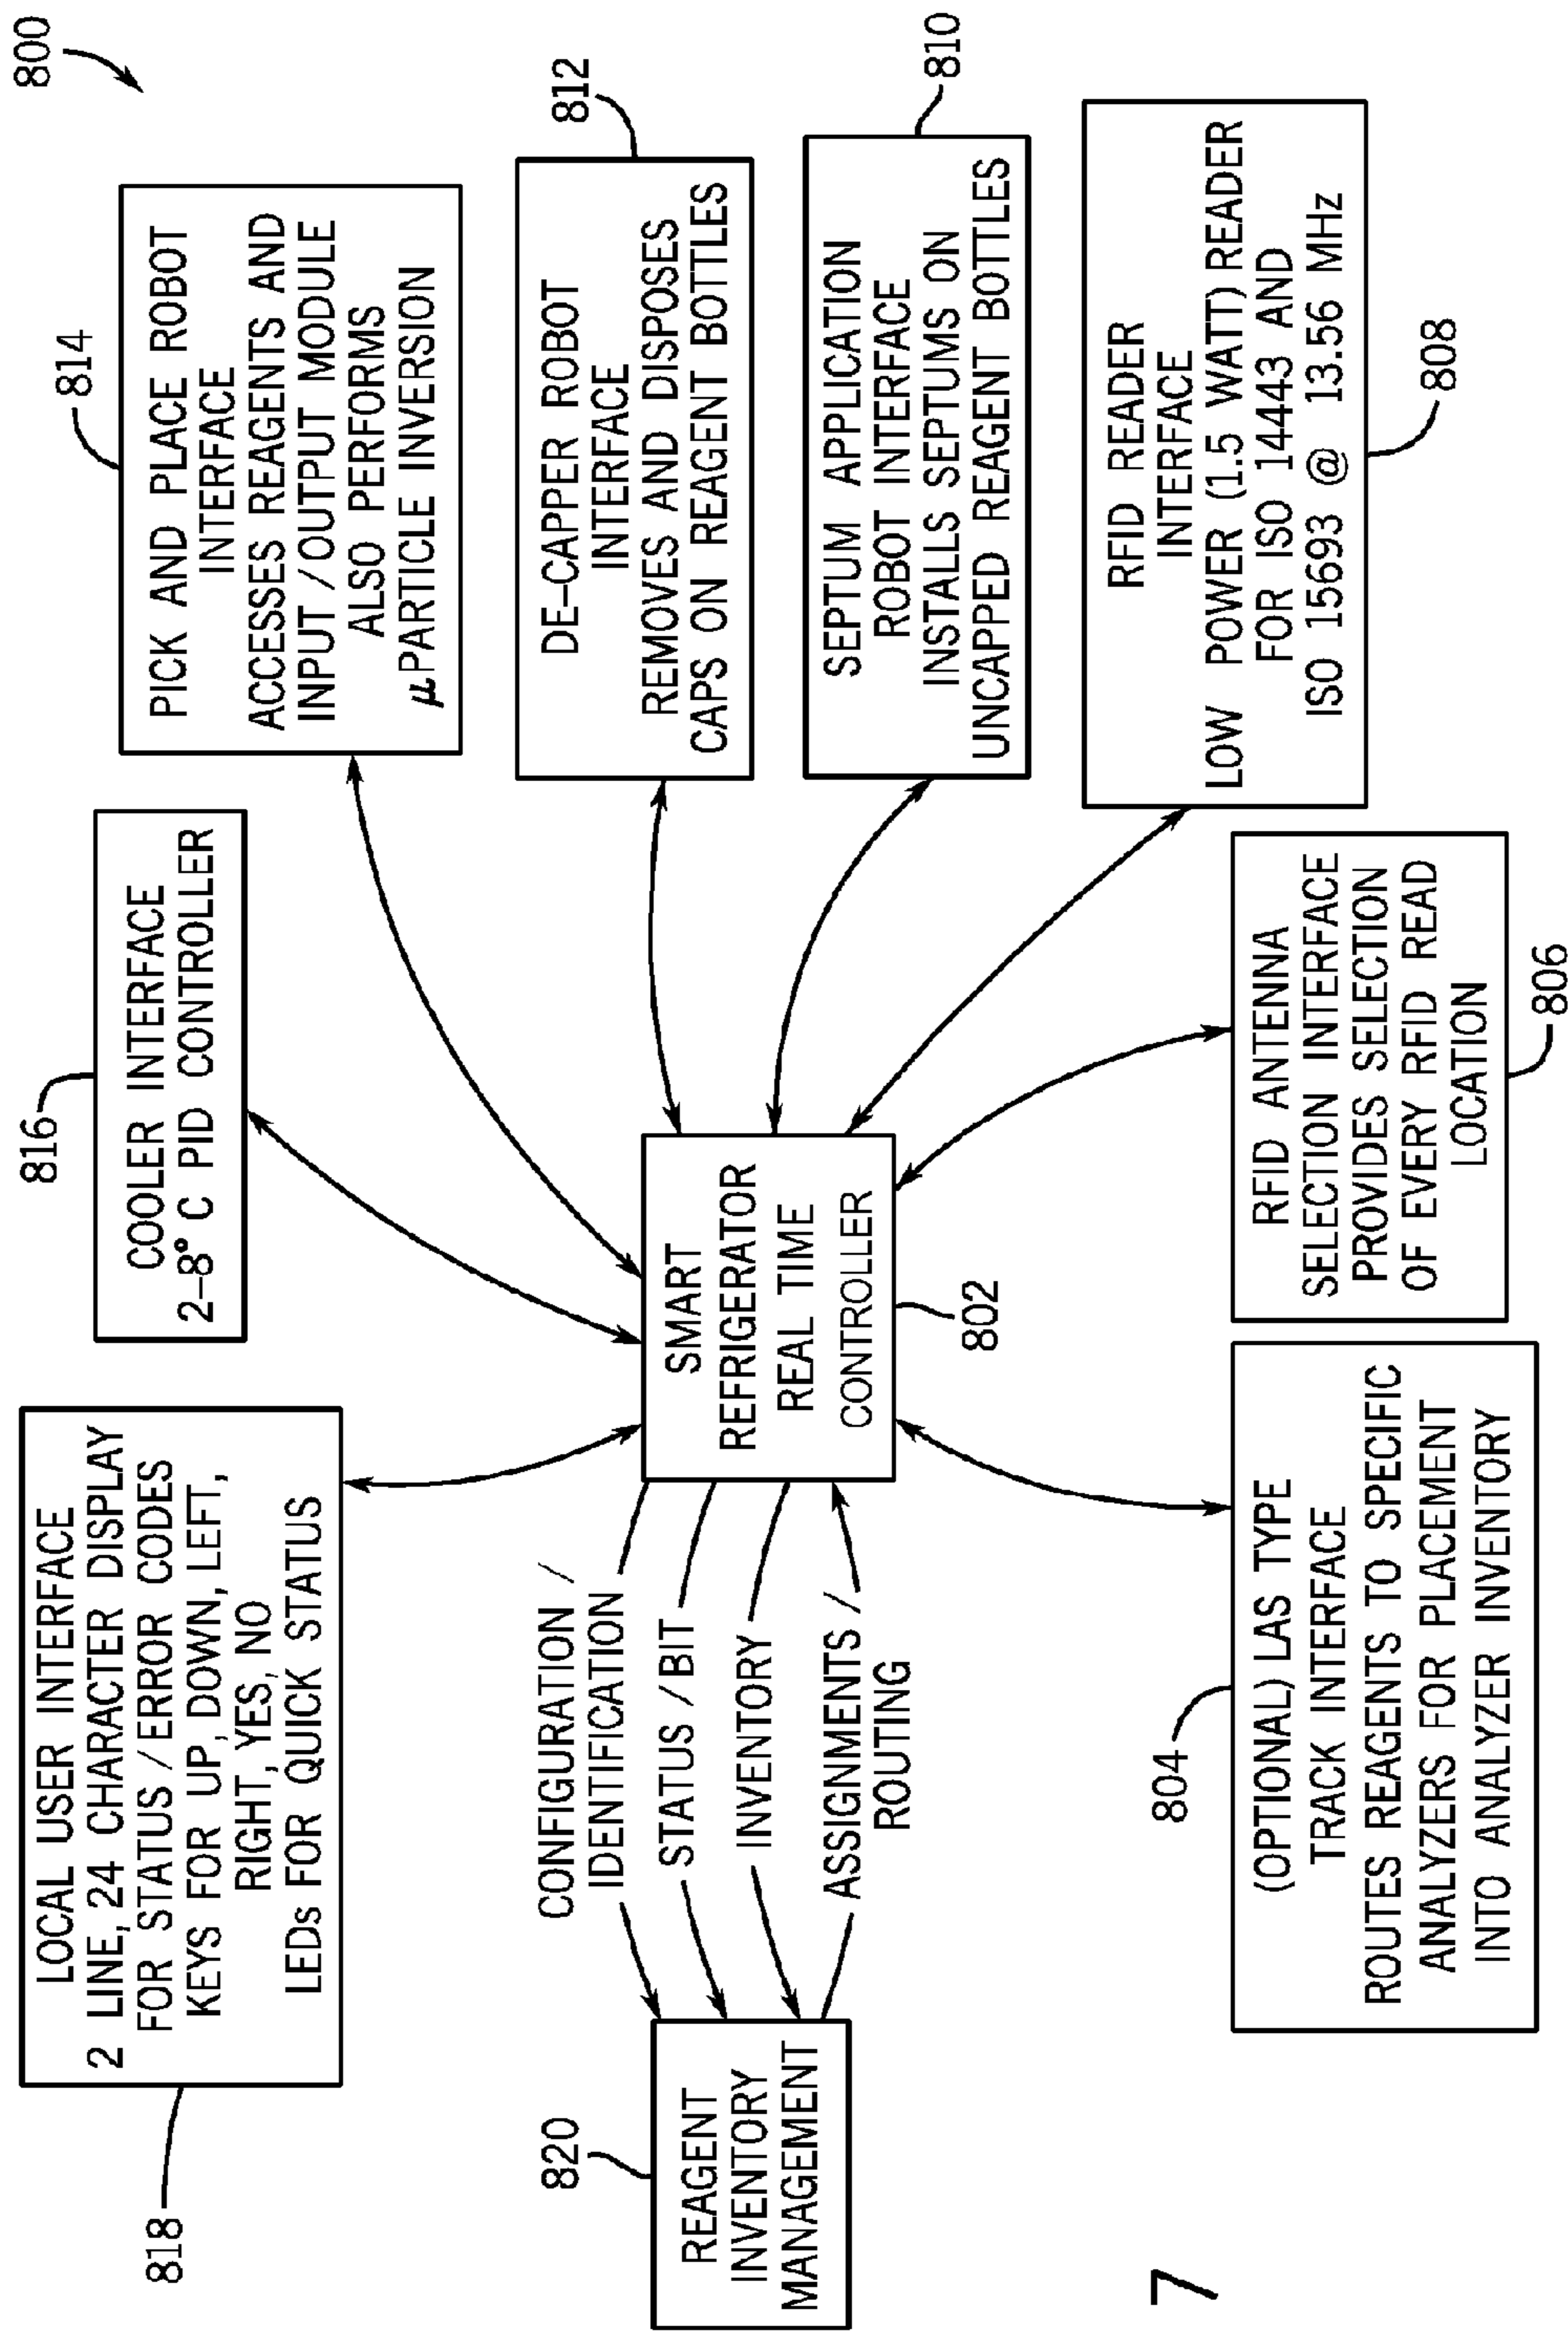 800
818
LOCAL USER INTERFACE
2 LINE, 24 CHARACTER DISPLAY
FOR STATUS/ERROR CODES
KEYS FOR UP, DOWN, LEFT,
RIGHT, YES, NO
LEDs FOR QUICK STATUS
816
COOLER INTERFACE
2-8° C PID CONTROLLER
814
PICK AND PLACE ROBOT
INTERFACE
ACCESSES REAGENTS AND
INPUT/OUTPUT MODULE
ALSO PERFORMS
μPARTICLE INVERSION
812
DE-CAPPER ROBOT
INTERFACE
REMOVES AND DISPOSES
CAPS ON REAGENT BOTTLES
820
REAGENT
INVENTORY
MANAGEMENT
CONFIGURATION /
IDENTIFICATION
STATUS/BIT
INVENTORY
ASSIGNMENTS /
ROUTING
SMART
REFRIGERATOR
REAL TIME
CONTROLLER
802
810
SEPTUM APPLICATION
ROBOT INTERFACE
INSTALLS SEPTUMS ON
UNCAPPED REAGENT BOTTLES
RFID READER
INTERFACE
LOW POWER (1.5 WATT) READER
FOR ISO 14443 AND
ISO 15693 @ 13.56 MHz
808
804
(OPTIONAL) LAS TYPE
TRACK INTERFACE
ROUTES REAGENTS TO SPECIFIC
ANALYZERS FOR PLACEMENT
INTO ANALYZER INVENTORY
RFID ANTENNA
SELECTION INTERFACE
PROVIDES SELECTION
OF EVERY RFID READ
LOCATION
806
7